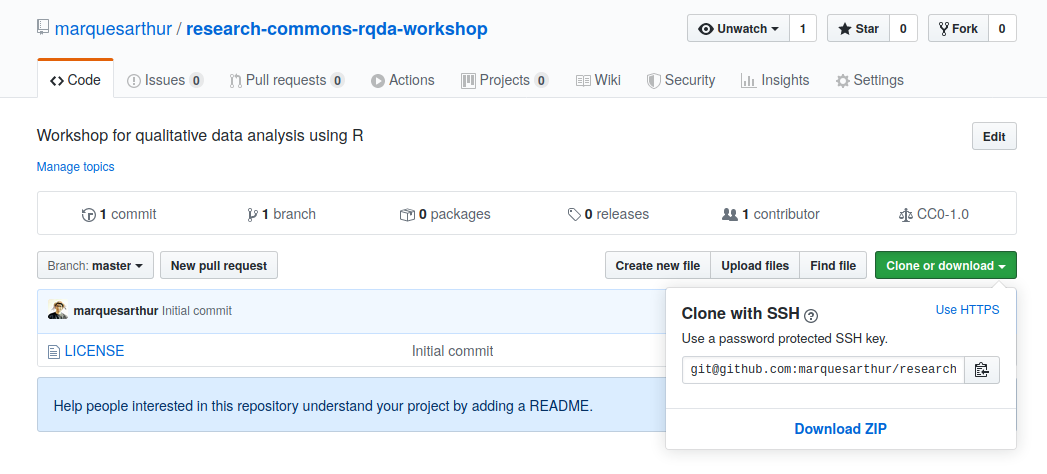 marquesarthur / research-commons-rqda-workshop
Unwatch 1 Star 0 Fork 0
Code Issues 0 Pull requests 0 Actions Projects 0 Wiki Security Insights Settings
Workshop for qualitative data analysis using R
Edit
Manage topics
1 commit 1 branch 0 packages 0 releases 1 contributor CC0-1.0
Branch: master New pull request Create new file Upload files Find file Clone or download
marquesarthur Initial commit
LICENSE Initial commit
Help people interested in this repository understand your project by adding a README.
Clone with SSH ? Use HTTPS
Use a password protected SSH key.
git@github.com:marquesarthur/research
Download ZIP